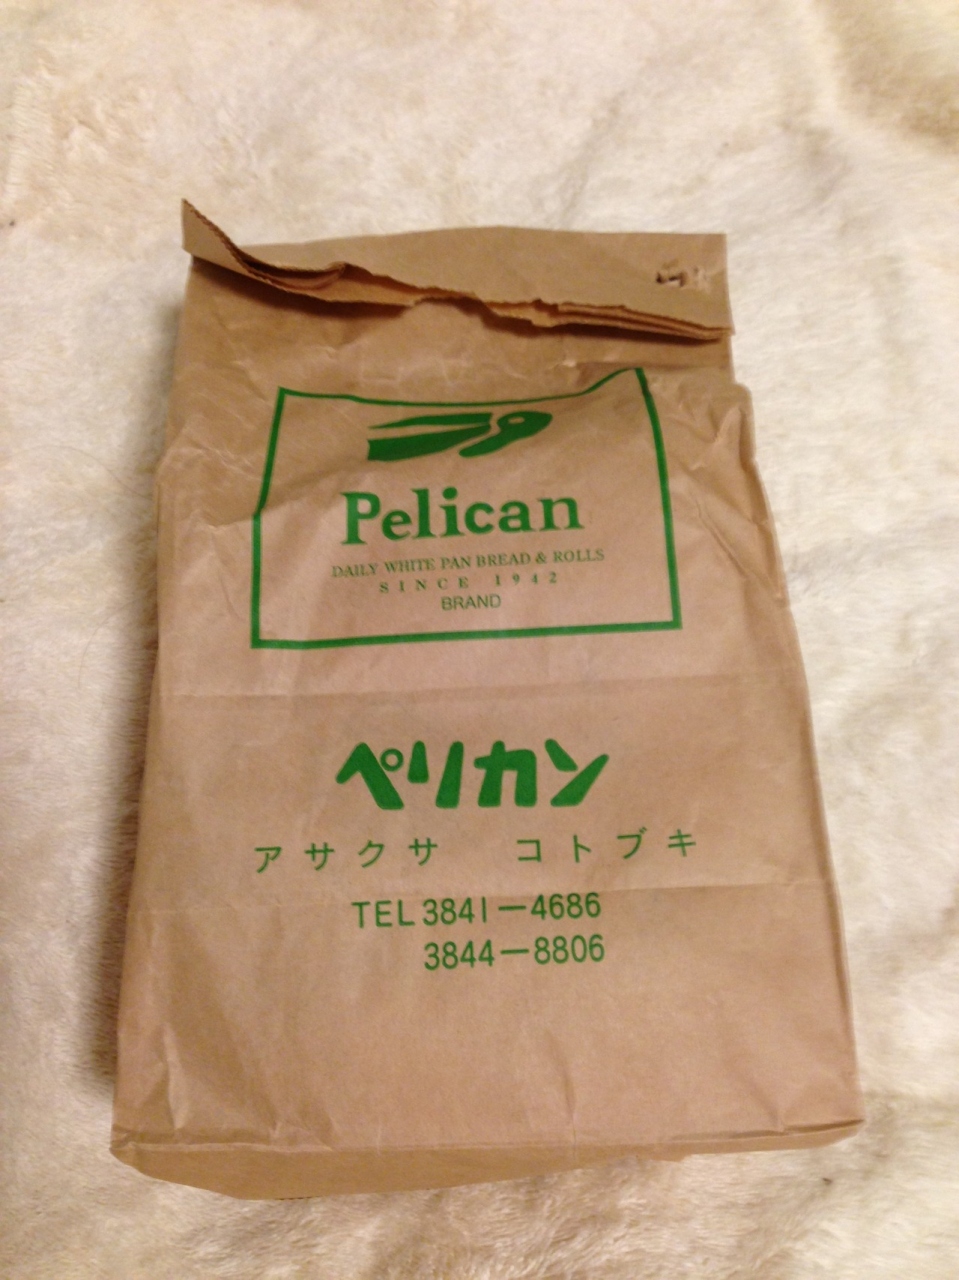 Pelican
DAILY WHITE PAN BREAD & ROLLS
SINCE 1942
BRAND
ペリカン
アサクサ コトブキ
TEL 3841-4686
3844-8806